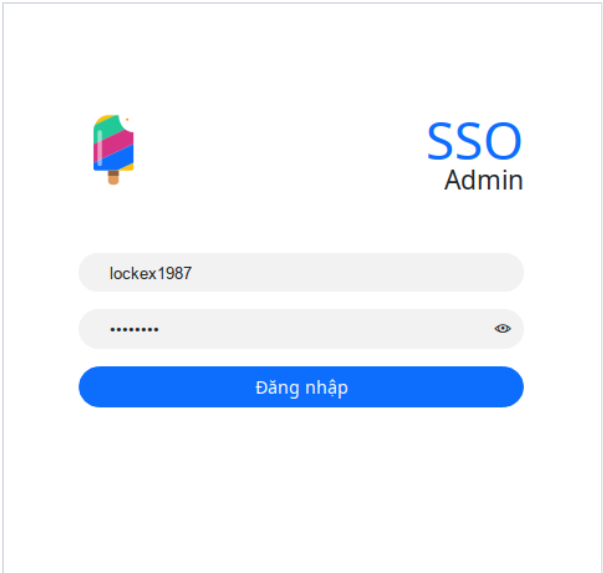 SSO
Admin
lockex1987
••••••••
Đăng nhập